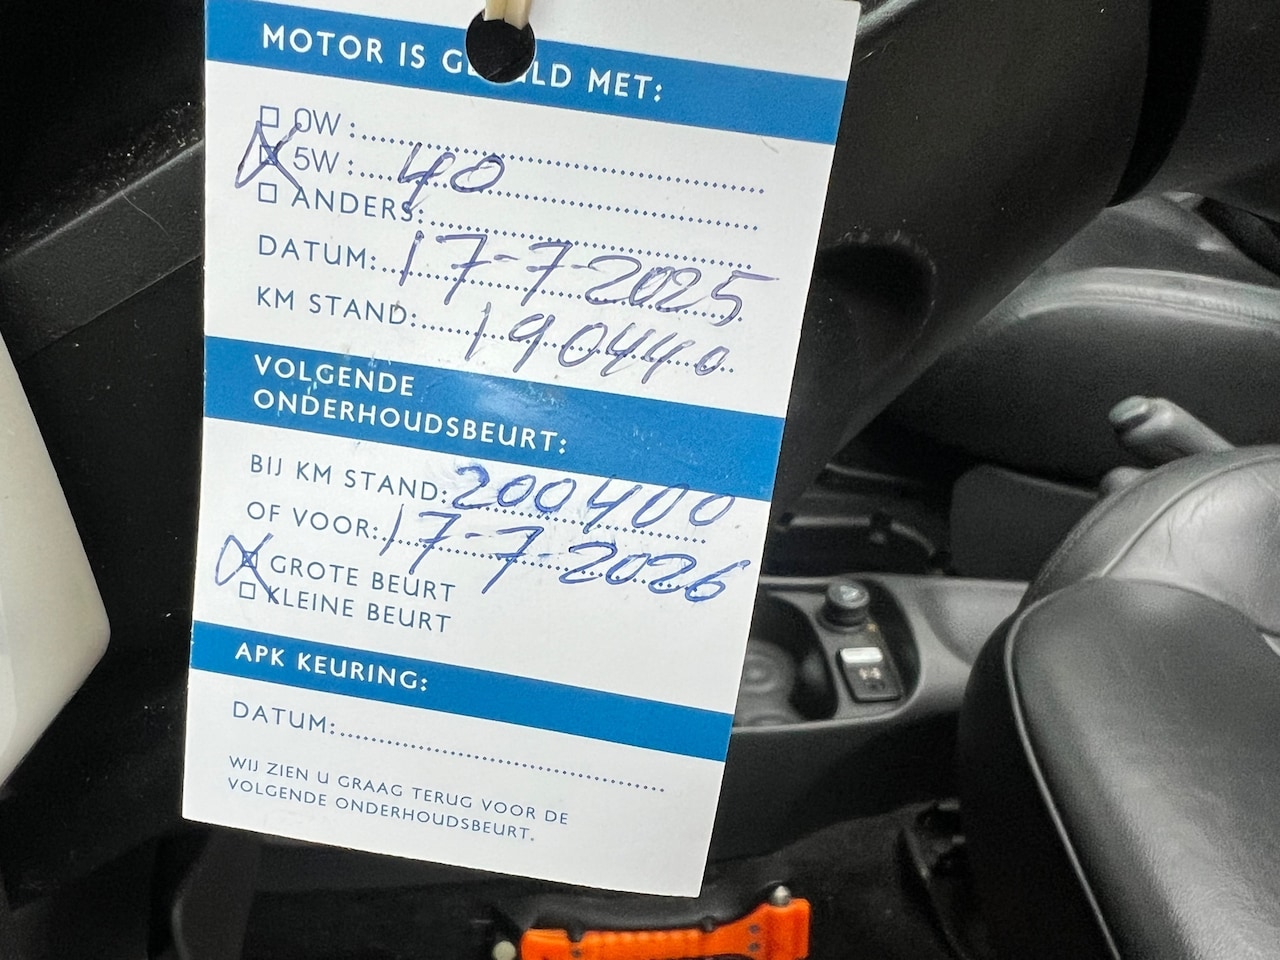 MOTOR IS GEVULD MET:
☐ 0W :
☒ 5W : 40
☐ ANDERS:
DATUM: 17-7-2025
KM STAND: 190440
VOLGENDE
ONDERHOUDSBEURT:
BIJ KM STAND: 200400
OF VOOR: 17-7-2026
☒ GROTE BEURT
☐ KLEINE BEURT
APK KEURING:
DATUM:
WIJ ZIEN U GRAAG TERUG VOOR DE
VOLGENDE ONDERHOUDSBEURT.